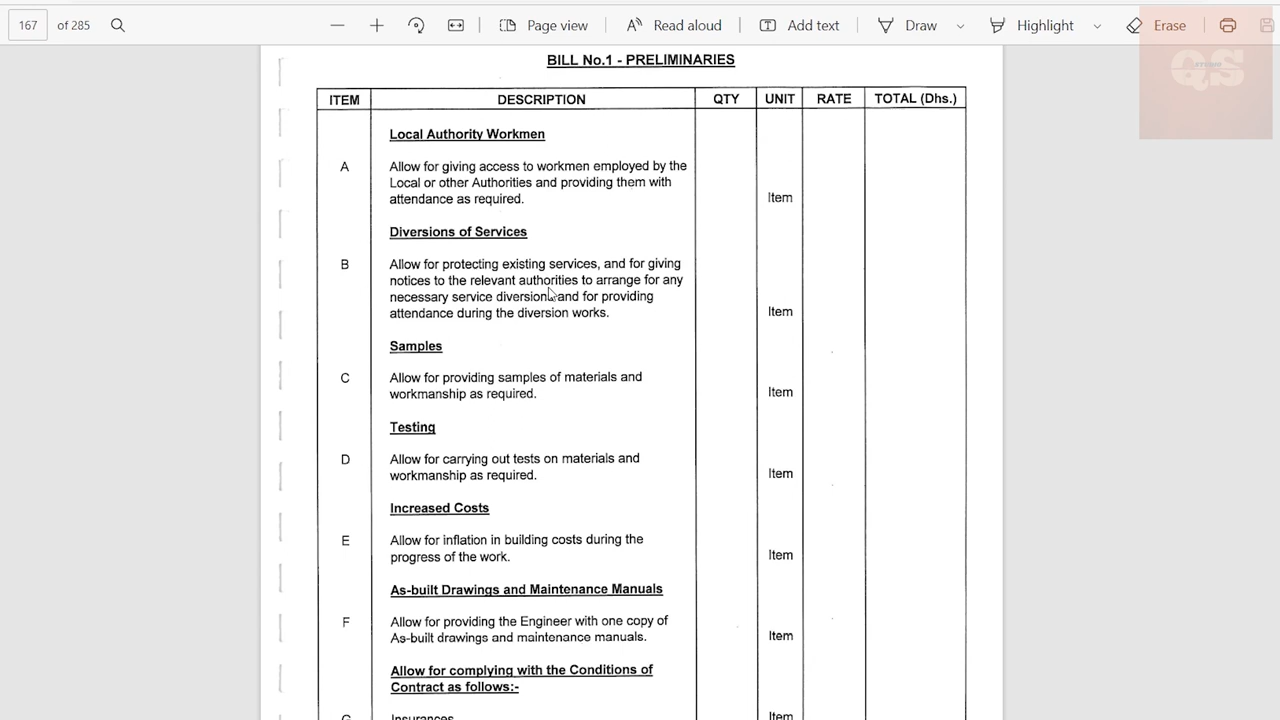 167 of 285 Page view Read aloud Add text Draw Highlight Erase
QS STUDIO
BILL No.1 - PRELIMINARIES
ITEM DESCRIPTION QTY UNIT RATE TOTAL (Dhs.)
Local Authority Workmen
A Allow for giving access to workmen employed by the
Local or other Authorities and providing them with
attendance as required. Item
Diversions of Services
B Allow for protecting existing services, and for giving
notices to the relevant authorities to arrange for any
necessary service diversion, and for providing
attendance during the diversion works. Item
Samples
C Allow for providing samples of materials and
workmanship as required. Item
Testing
D Allow for carrying out tests on materials and
workmanship as required. Item
Increased Costs
E Allow for inflation in building costs during the
progress of the work. Item
As-built Drawings and Maintenance Manuals
F Allow for providing the Engineer with one copy of
As-built drawings and maintenance manuals. Item
Allow for complying with the Conditions of
Contract as follows:-
G Insurances Item